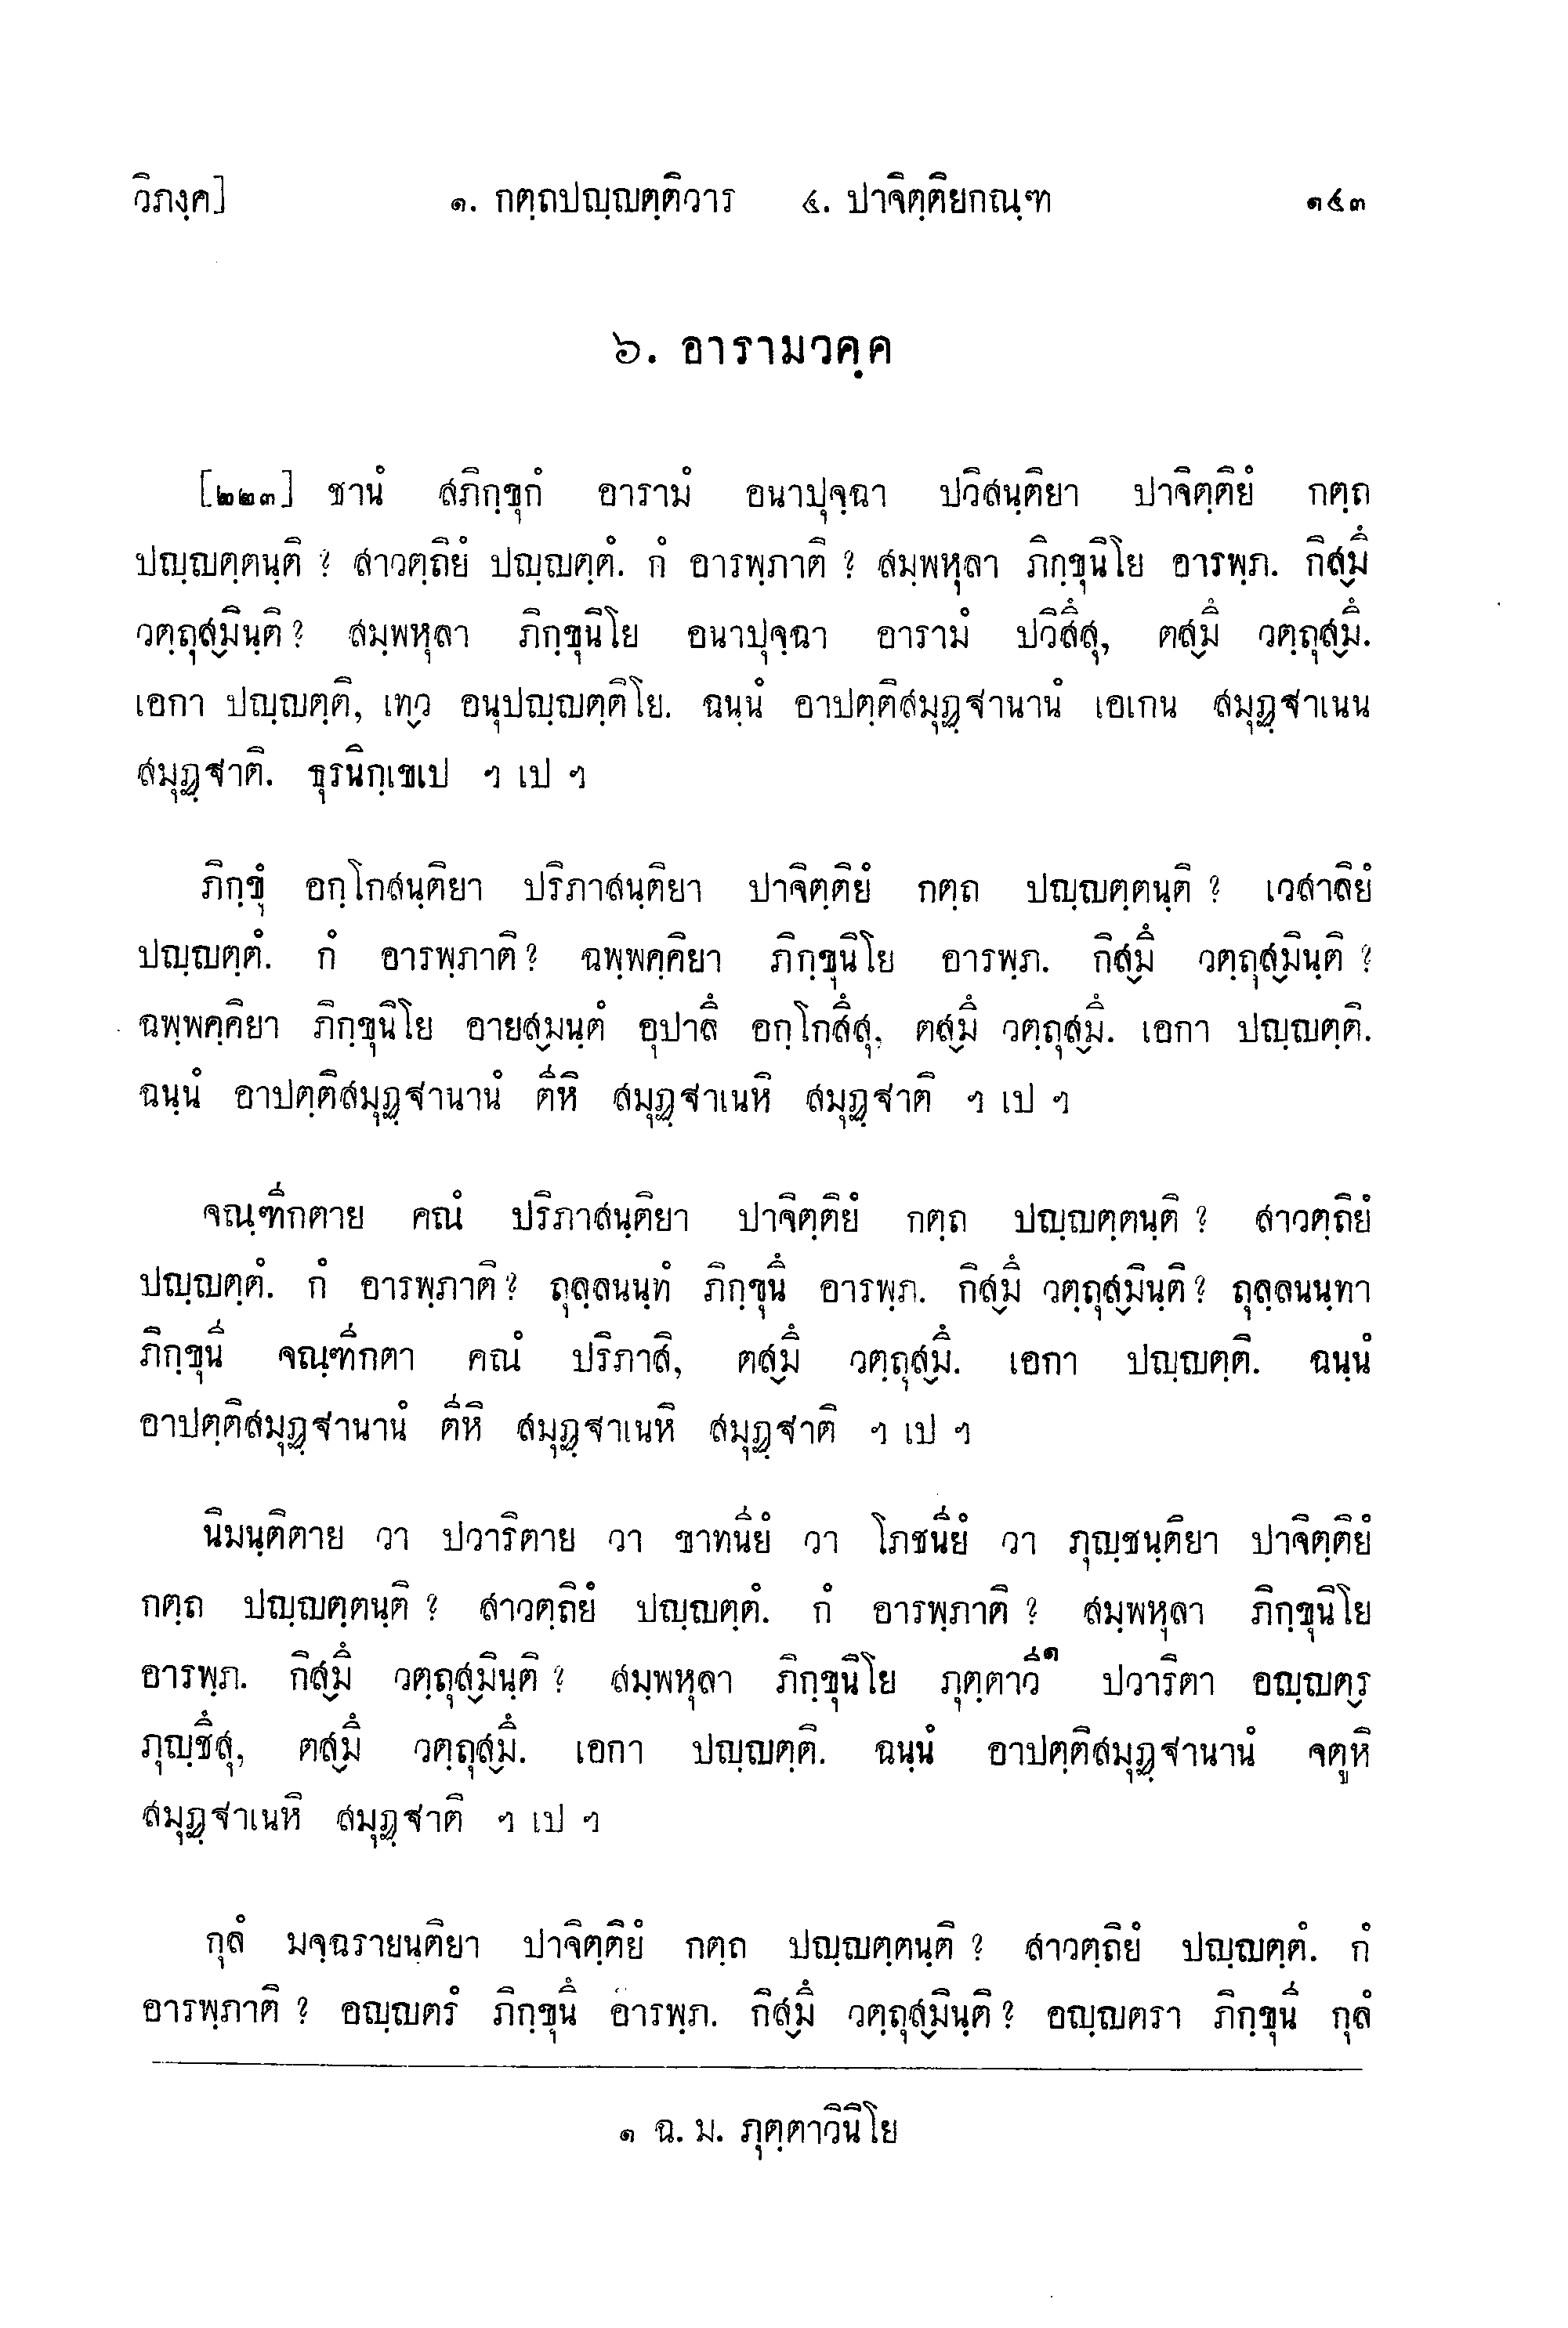 วิภงฺค] ๑. กตฺถปญฺญตฺติวาร ๔. ปาจิตฺติยกณฺฑ ๑๔๓
๖. อารามวคฺค
[๒๒๓] ชานํ สภิกฺขุกํ อารามํ อนาปุจฺฉา ปวิสนฺติยา ปาจิตฺติยํ กตฺถ
ปญฺญตฺตนฺติ ? สาวตฺถิยํ ปญฺญตฺตํ. กํ อารพฺภาติ ? สมฺพหุลา ภิกฺขุนิโย อารพฺภ. กิสฺมึ
วตฺถุสฺมินฺติ ? สมฺพหุลา ภิกฺขุนิโย อนาปุจฺฉา อารามํ ปวิสึสุ, ตสฺมึ วตฺถุสฺมึ.
เอกา ปญฺญตฺติ, เทฺว อนุปญฺญตฺติโย. ฉนฺนํ อาปตฺติสมุฏฺฐานานํ เอเกน สมุฏฺฐาเนน
สมุฏฺฐาติ. ธุรนิกฺเขเป ฯ เป ฯ
ภิกฺขุํ อกฺโกสนฺติยา ปริภาสนฺติยา ปาจิตฺติยํ กตฺถ ปญฺญตฺตนฺติ ? เวสาลิยํ
ปญฺญตฺตํ. กํ อารพฺภาติ ? ฉพฺพคฺคิยา ภิกฺขุนิโย อารพฺภ. กิสฺมึ วตฺถุสฺมินฺติ ?
ฉพฺพคฺคิยา ภิกฺขุนิโย อายสฺมนฺตํ อุปาลึ อกฺโกสึสุ, ตสฺมึ วตฺถุสฺมึ. เอกา ปญฺญตฺติ.
ฉนฺนํ อาปตฺติสมุฏฺฐานานํ ตีหิ สมุฏฺฐาเนหิ สมุฏฺฐาติ ฯ เป ฯ
จณฺฑีกตาย คณํ ปริภาสนฺติยา ปาจิตฺติยํ กตฺถ ปญฺญตฺตนฺติ ? สาวตฺถิยํ
ปญฺญตฺตํ. กํ อารพฺภาติ ? ถุลฺลนนฺทํ ภิกฺขุนึ อารพฺภ. กิสฺมึ วตฺถุสฺมินฺติ ? ถุลฺลนนฺทา
ภิกฺขุนี จณฺฑีกตา คณํ ปริภาสิ, ตสฺมึ วตฺถุสฺมึ. เอกา ปญฺญตฺติ. ฉนฺนํ
อาปตฺติสมุฏฺฐานานํ ตีหิ สมุฏฺฐาเนหิ สมุฏฺฐาติ ฯ เป ฯ
นิมนฺติตาย วา ปวาริตาย วา ขาทนียํ วา โภชนียํ วา ภุญฺชนฺติยา ปาจิตฺติยํ
กตฺถ ปญฺญตฺตนฺติ ? สาวตฺถิยํ ปญฺญตฺตํ. กํ อารพฺภาติ ? สมฺพหุลา ภิกฺขุนิโย
อารพฺภ. กิสฺมึ วตฺถุสฺมินฺติ ? สมฺพหุลา ภิกฺขุนิโย ภุตฺตาวี๑ ปวาริตา อญฺญตฺร
ภุญฺชึสุ, ตสฺมึ วตฺถุสฺมึ. เอกา ปญฺญตฺติ. ฉนฺนํ อาปตฺติสมุฏฺฐานานํ จตูหิ
สมุฏฺฐาเนหิ สมุฏฺฐาติ ฯ เป ฯ
กุลํ มจฺฉรายนฺติยา ปาจิตฺติยํ กตฺถ ปญฺญตฺตนฺติ ? สาวตฺถิยํ ปญฺญตฺตํ. กํ
อารพฺภาติ ? อญฺญตรํ ภิกฺขุนึ อารพฺภ. กิสฺมึ วตฺถุสฺมินฺติ ? อญฺญตรา ภิกฺขุนี กุลํ
๑ ฉ. ม. ภุตฺตาวินิโย